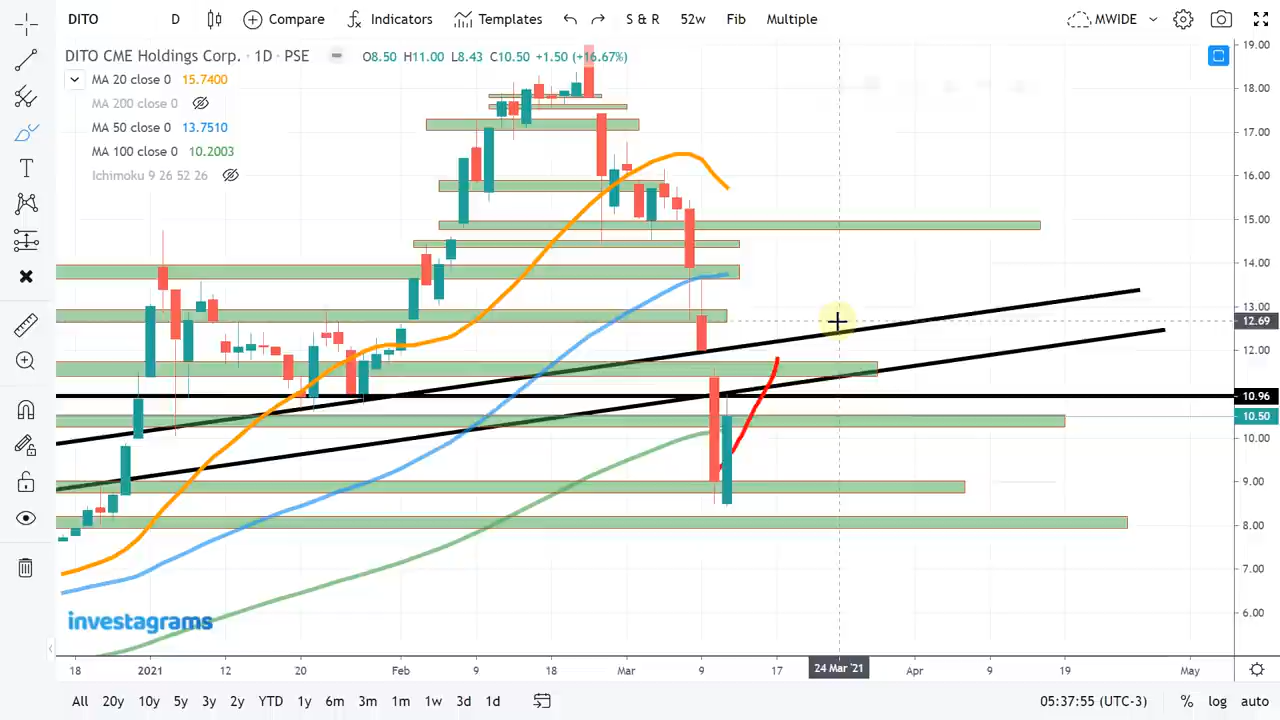 DITO D Compare Indicators Templates S & R 52w Fib Multiple MWIDE
DITO CME Holdings Corp. · 1D · PSE O8.50 H11.00 L8.43 C10.50 +1.50 (+16.67%)
MA 20 close 0 15.7400
MA 200 close 0
MA 50 close 0 13.7510
MA 100 close 0 10.2003
Ichimoku 9 26 52 26
T
19.00
18.00
17.00
16.00
15.00
14.00
13.00
12.69
12.00
10.96
10.50
10.00
9.00
8.00
7.00
6.00
investagrams
18 2021 12 20 Feb 9 18 Mar 9 17 24 Mar '21 Apr 9 19 May
All 20y 10y 5y YTD 1y 6m 3m 1m 1w 3d 1d 05:37:55 (UTC-3) % log auto
3y 2y